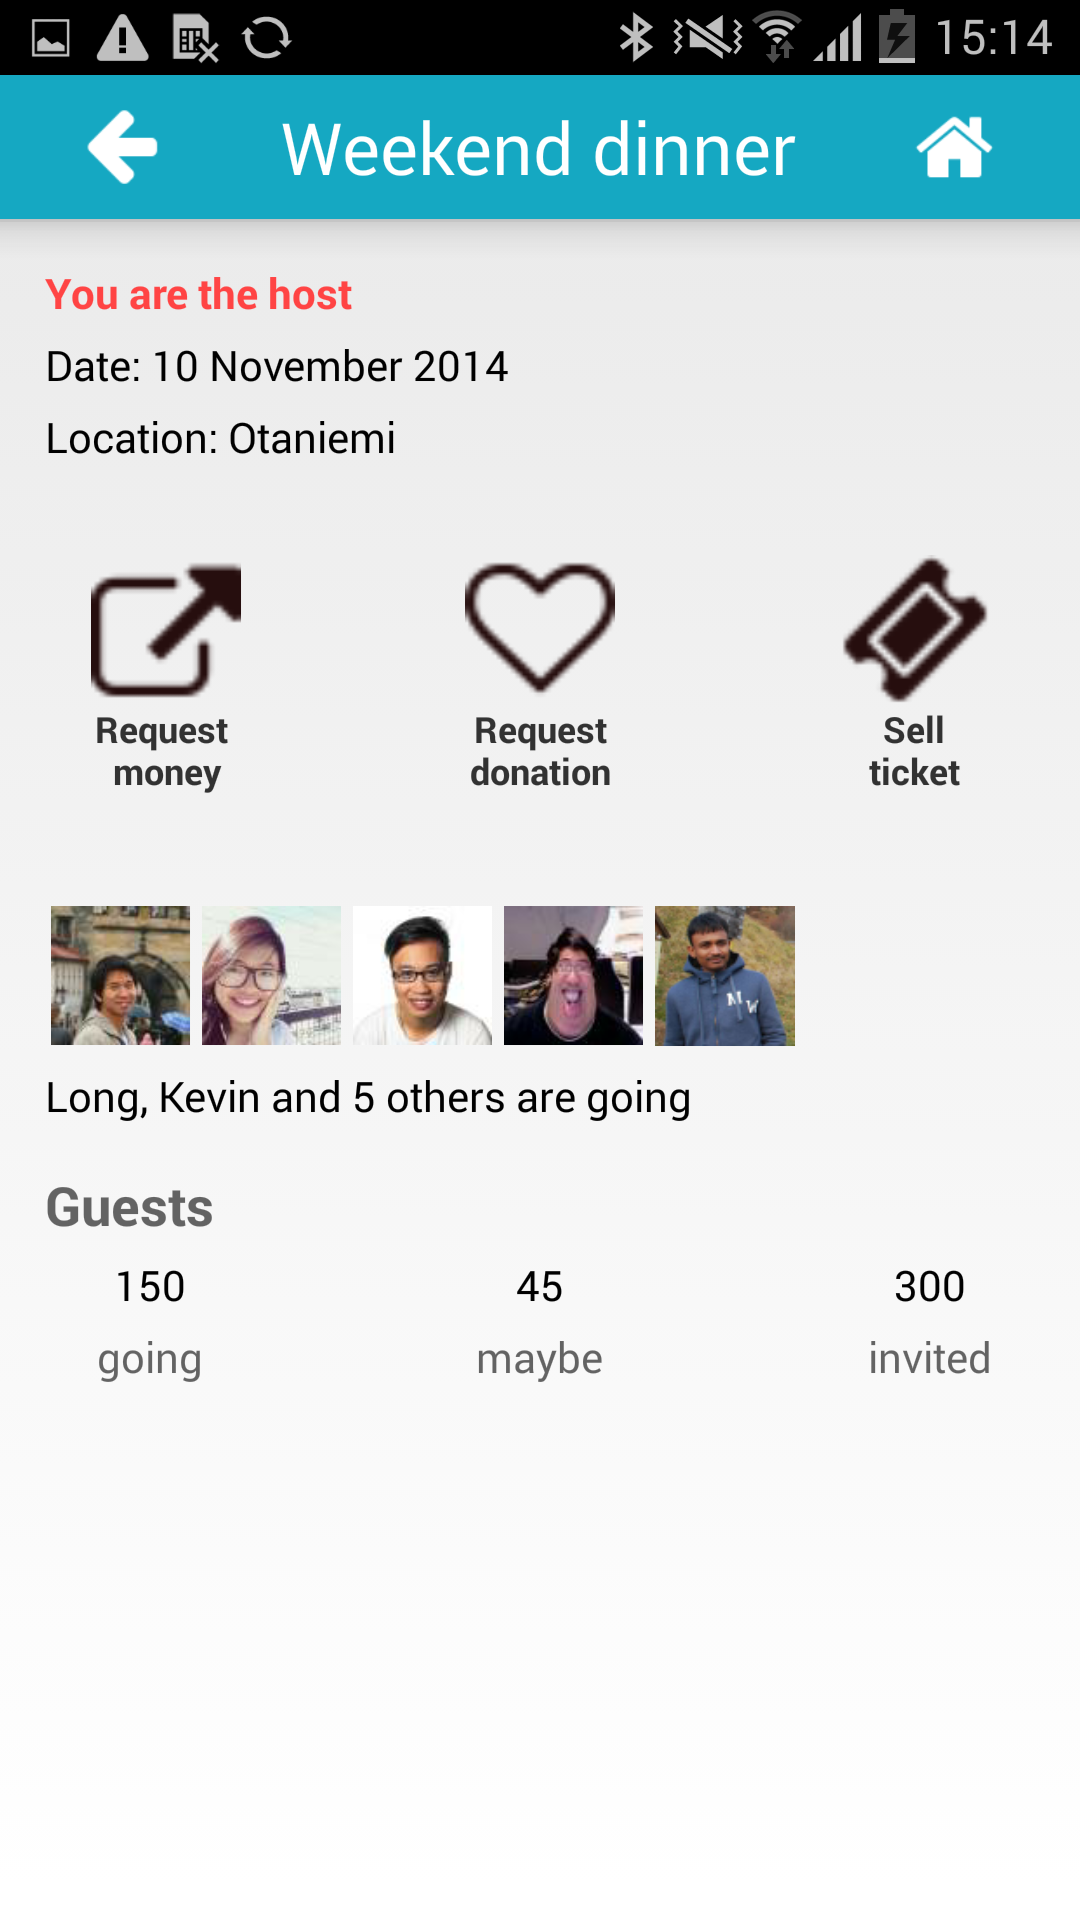 15:14
Weekend dinner
You are the host
Date: 10 November 2014
Location: Otaniemi
Request money
Request donation
Sell ticket
Long, Kevin and 5 others are going
Guests
150 45 300
going maybe invited